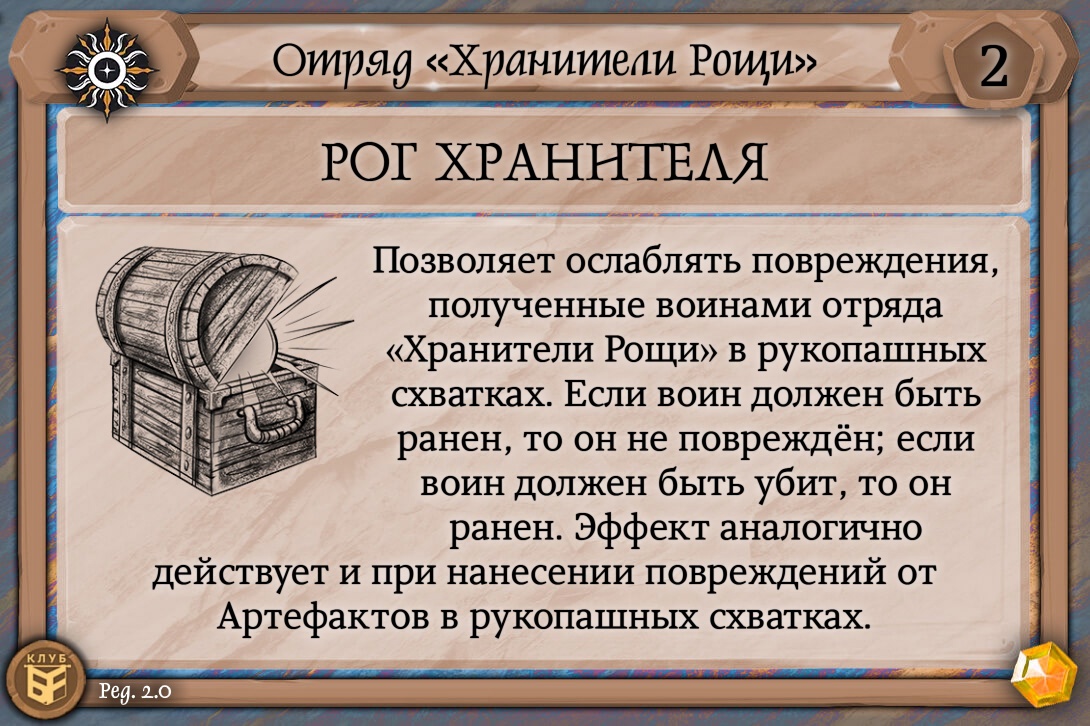 Отряд «Хранители Рощи»
2
РОГ ХРАНИТЕЛЯ
Позволяет ослаблять повреждения,
полученные воинами отряда
«Хранители Рощи» в рукопашных
схватках. Если воин должен быть
ранен, то он не повреждён; если
воин должен быть убит, то он
ранен. Эффект аналогично
действует и при нанесении повреждений от
Артефактов в рукопашных схватках.
КЛУБ
Ред. 2.0